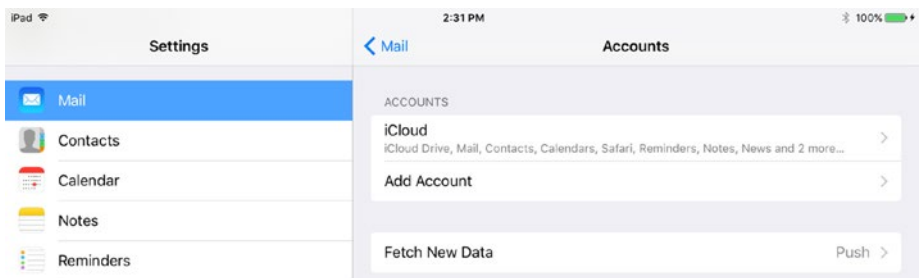 iPad 2:31 PM 100%
Settings
Mail Accounts
Mail
Contacts
Calendar
Notes
Reminders
ACCOUNTS
iCloud
iCloud Drive, Mail, Contacts, Calendars, Safari, Reminders, Notes, News and 2 more...
Add Account
Fetch New Data Push